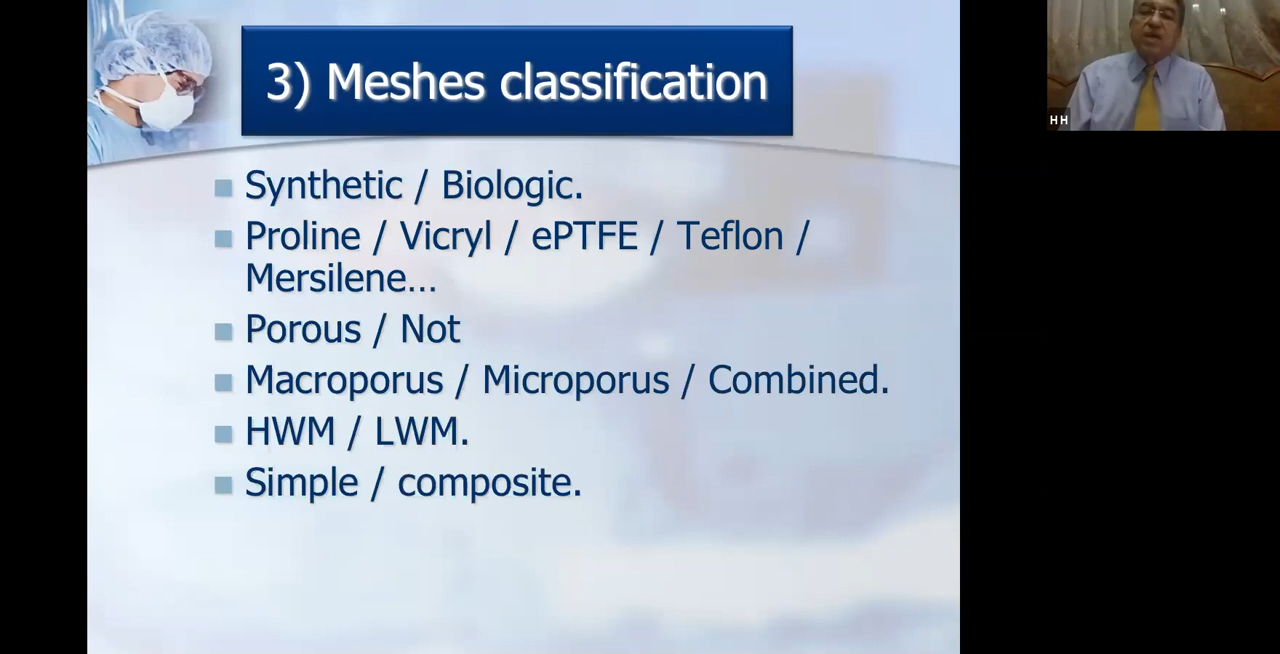 3) Meshes classification
Synthetic / Biologic.
Proline / Vicryl / ePTFE / Teflon /
Mersilene...
Porous / Not
Macroporus / Microporus / Combined.
HWM / LWM.
Simple / composite.
HH